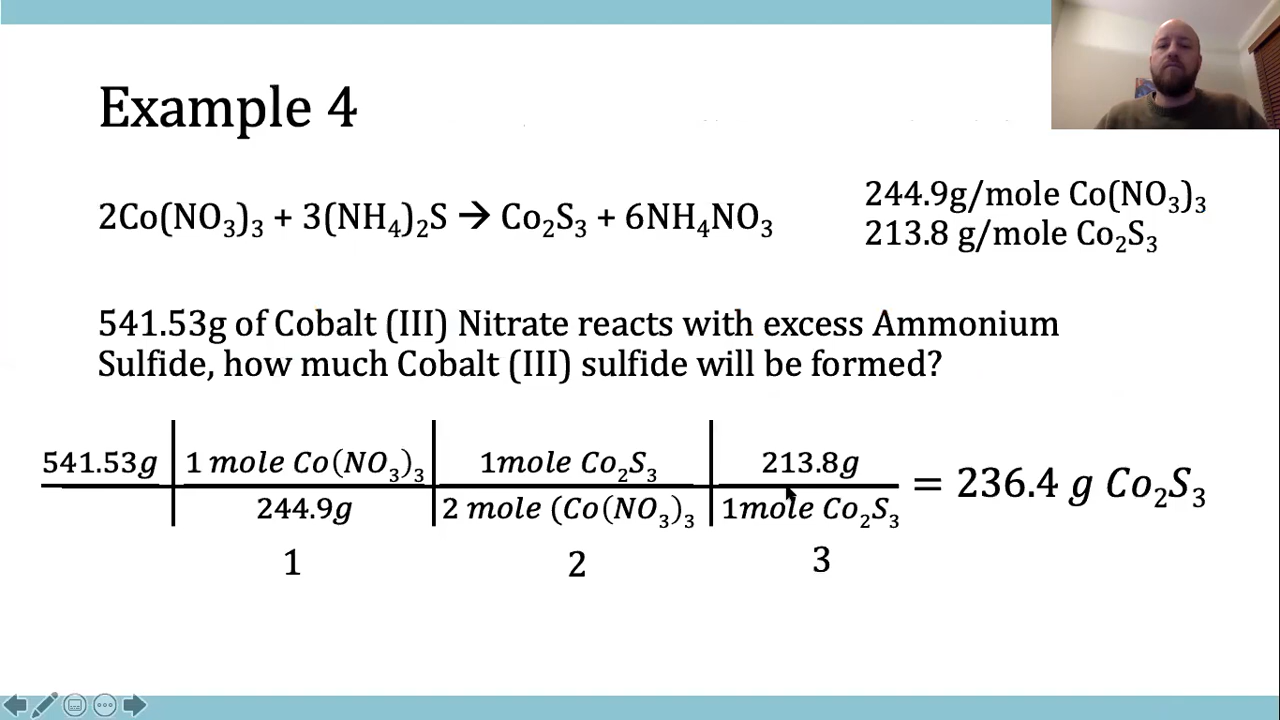 Example 4
2Co(NO₃)₃ + 3(NH₄)₂S → Co₂S₃ + 6NH₄NO₃
244.9g/mole Co(NO₃)₃
213.8 g/mole Co₂S₃
541.53g of Cobalt (III) Nitrate reacts with excess Ammonium
Sulfide, how much Cobalt (III) sulfide will be formed?
541.53g | 1 mole Co(NO₃)₃ | 1mole Co₂S₃ | 213.8g
244.9g | 2 mole (Co(NO₃)₃ | 1mole Co₂S₃
= 236.4 g Co₂S₃
1 2 3